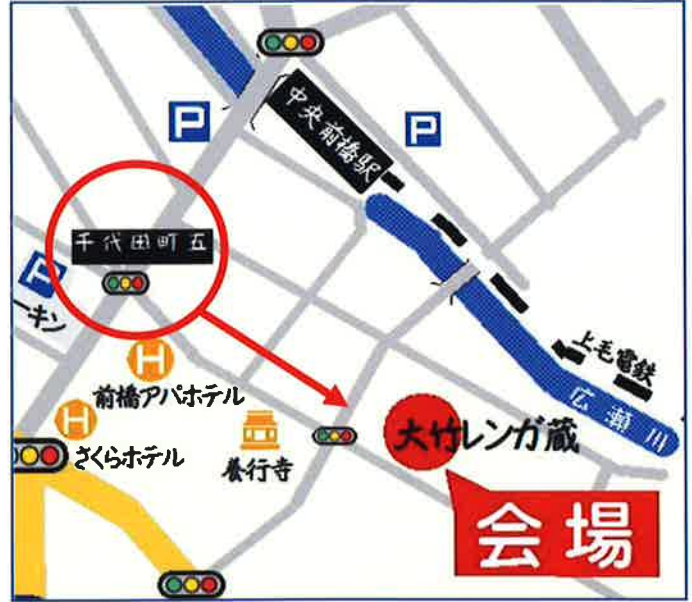 P
中央前橋駅
P
千代田町五
P
ーキン
上毛電鉄
H
前橋アパホテル
広瀬川
H
さくらホテル
養行寺
大竹レンガ蔵
会場